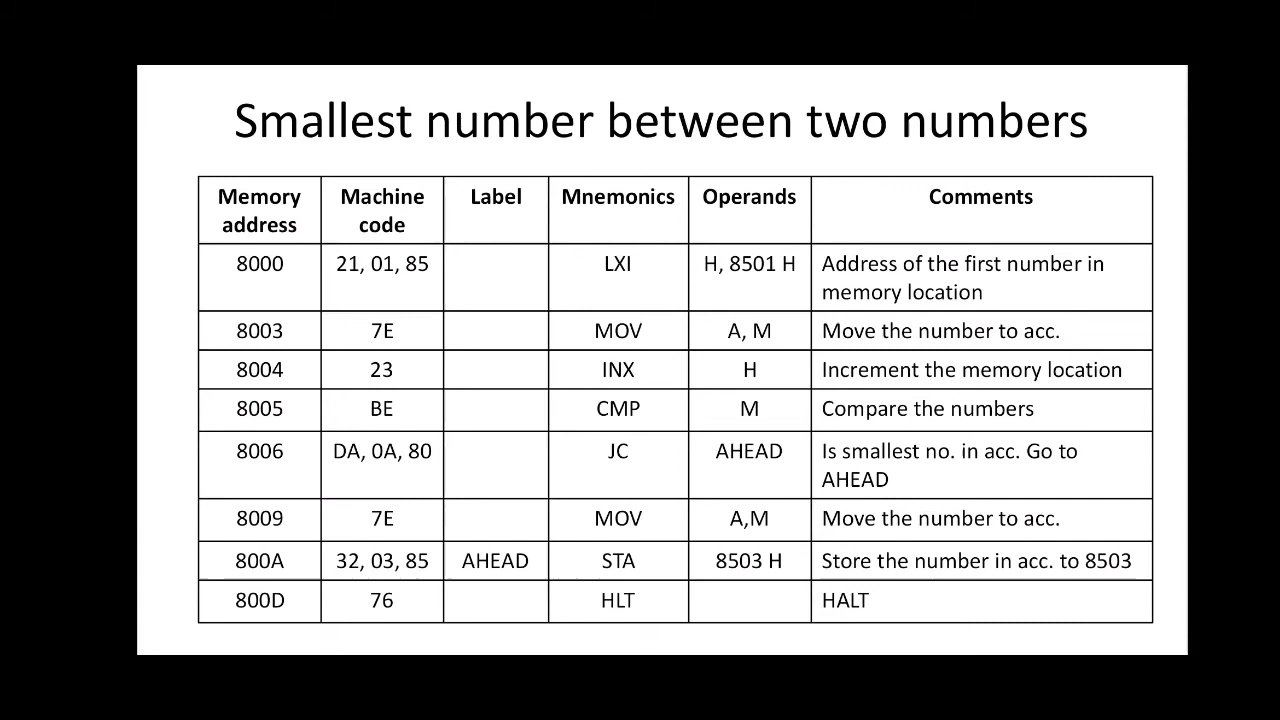 Smallest number between two numbers
Memory address Machine code Label Mnemonics Operands Comments
8000 21, 01, 85 LXI H, 8501 H Address of the first number in memory location
8003 7E MOV A, M Move the number to acc.
8004 23 INX H Increment the memory location
8005 BE CMP M Compare the numbers
8006 DA, 0A, 80 JC AHEAD Is smallest no. in acc. Go to AHEAD
8009 7E MOV A,M Move the number to acc.
800A 32, 03, 85 AHEAD STA 8503 H Store the number in acc. to 8503
800D 76 HLT HALT